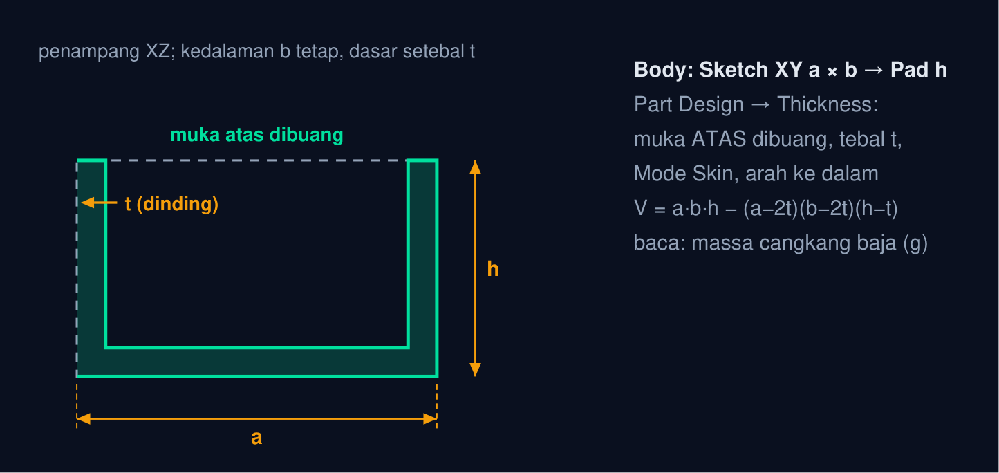 penampang XZ; kedalaman b tetap, dasar setebal t
muka atas dibuang
t (dinding)
h
a
Body: Sketch XY a × b → Pad h
Part Design → Thickness:
muka ATAS dibuang, tebal t,
Mode Skin, arah ke dalam
V = a·b·h − (a−2t)(b−2t)(h−t)
baca: massa cangkang baja (g)